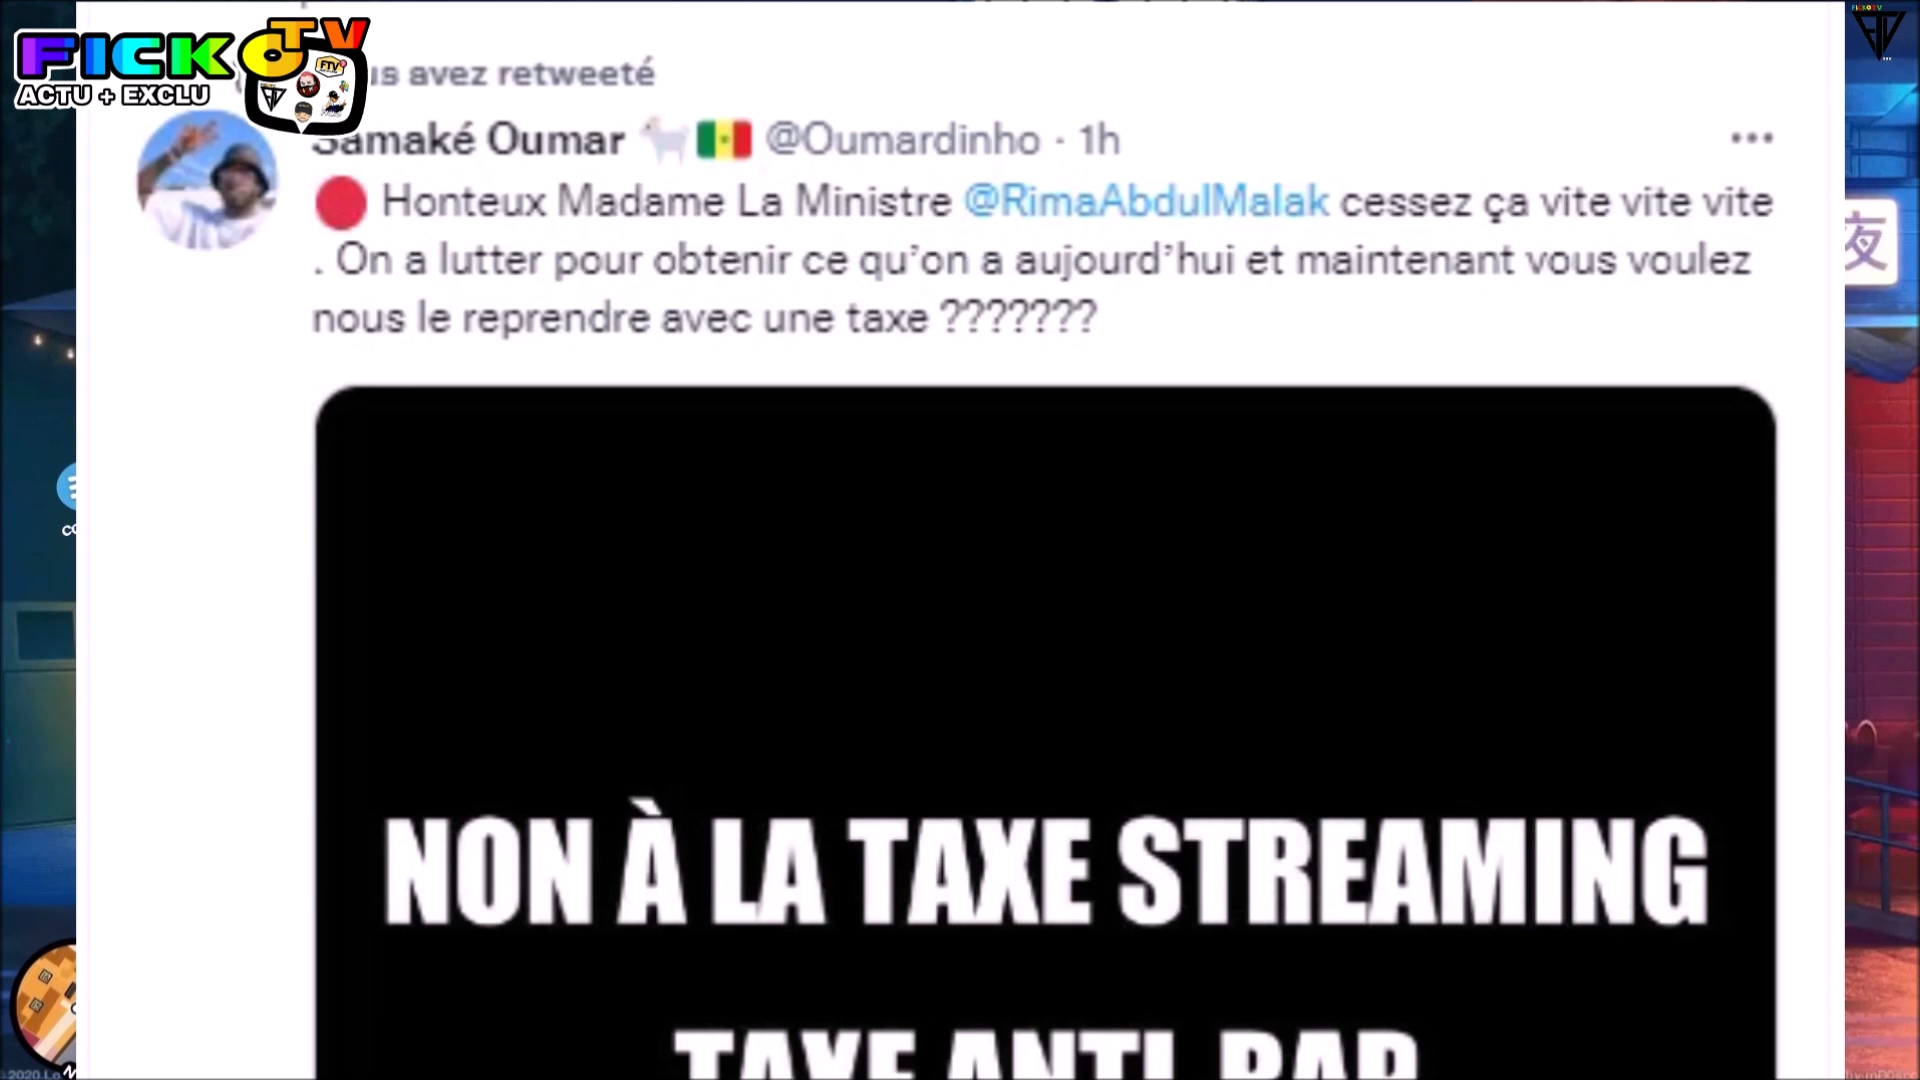 FICKO TV
ACTU + EXCLU
us avez retweeté
Samaké Oumar 🐐🇸🇳 @Oumardinho · 1h
🔴 Honteux Madame La Ministre @RimaAbdulMalak cessez ça vite vite vite
. On a lutter pour obtenir ce qu’on a aujourd’hui et maintenant vous voulez
nous le reprendre avec une taxe ???????
NON À LA TAXE STREAMING
TAXE ANTI-RAP
夜